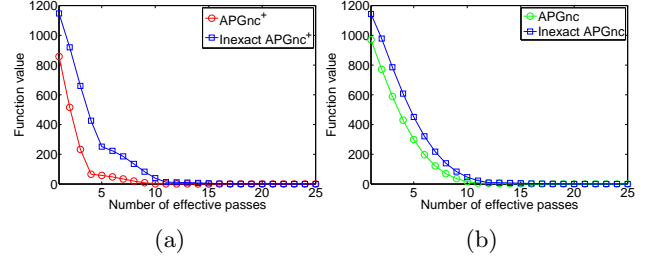 1200
1000
800
600
400
200
0
Function value
5
10
15
20
25
Number of effective passes
APGnc⁺
Inexact APGnc⁺
(a)
1200
1000
800
600
400
200
0
Function value
5
10
15
20
25
Number of effective passes
APGnc
Inexact APGnc
(b)